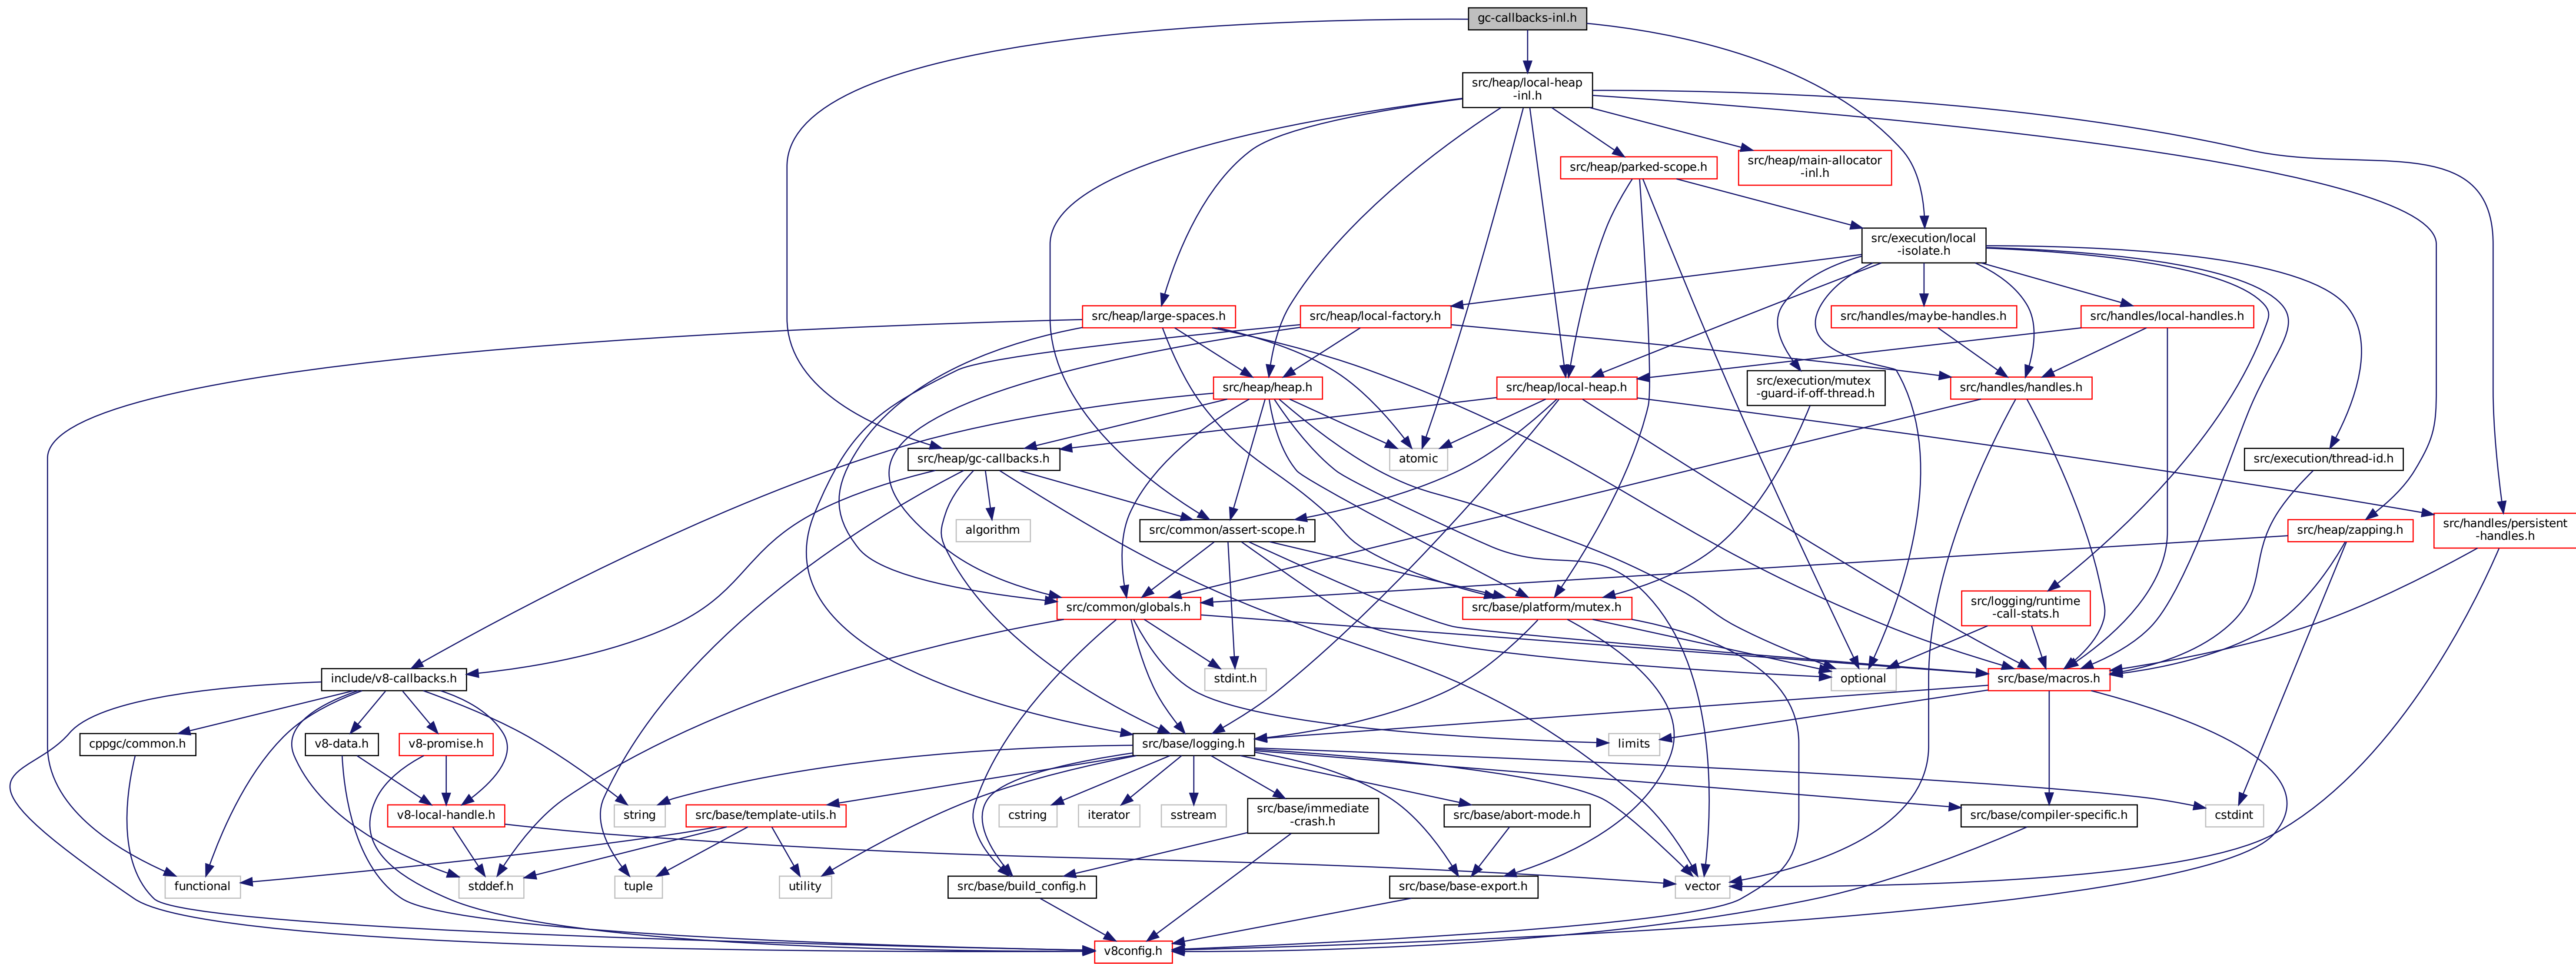 gc-callbacks-inl.h
src/heap/local-heap
-inl.h
src/heap/parked-scope.h
src/heap/main-allocator
-inl.h
src/execution/local
-isolate.h
src/heap/large-spaces.h
src/heap/local-factory.h
src/handles/maybe-handles.h
src/handles/local-handles.h
src/heap/heap.h
src/heap/local-heap.h
src/execution/mutex
-guard-if-off-thread.h
src/handles/handles.h
src/heap/gc-callbacks.h
atomic
src/execution/thread-id.h
algorithm
src/common/assert-scope.h
src/heap/zapping.h
src/handles/persistent
-handles.h
src/common/globals.h
src/base/platform/mutex.h
src/logging/runtime
-call-stats.h
include/v8-callbacks.h
stdint.h
optional
src/base/macros.h
cppgc/common.h
v8-data.h
v8-promise.h
src/base/logging.h
limits
v8-local-handle.h
string
src/base/template-utils.h
cstring
iterator
sstream
src/base/immediate
-crash.h
src/base/abort-mode.h
src/base/compiler-specific.h
cstdint
functional
stddef.h
tuple
utility
src/base/build_config.h
src/base/base-export.h
vector
v8config.h